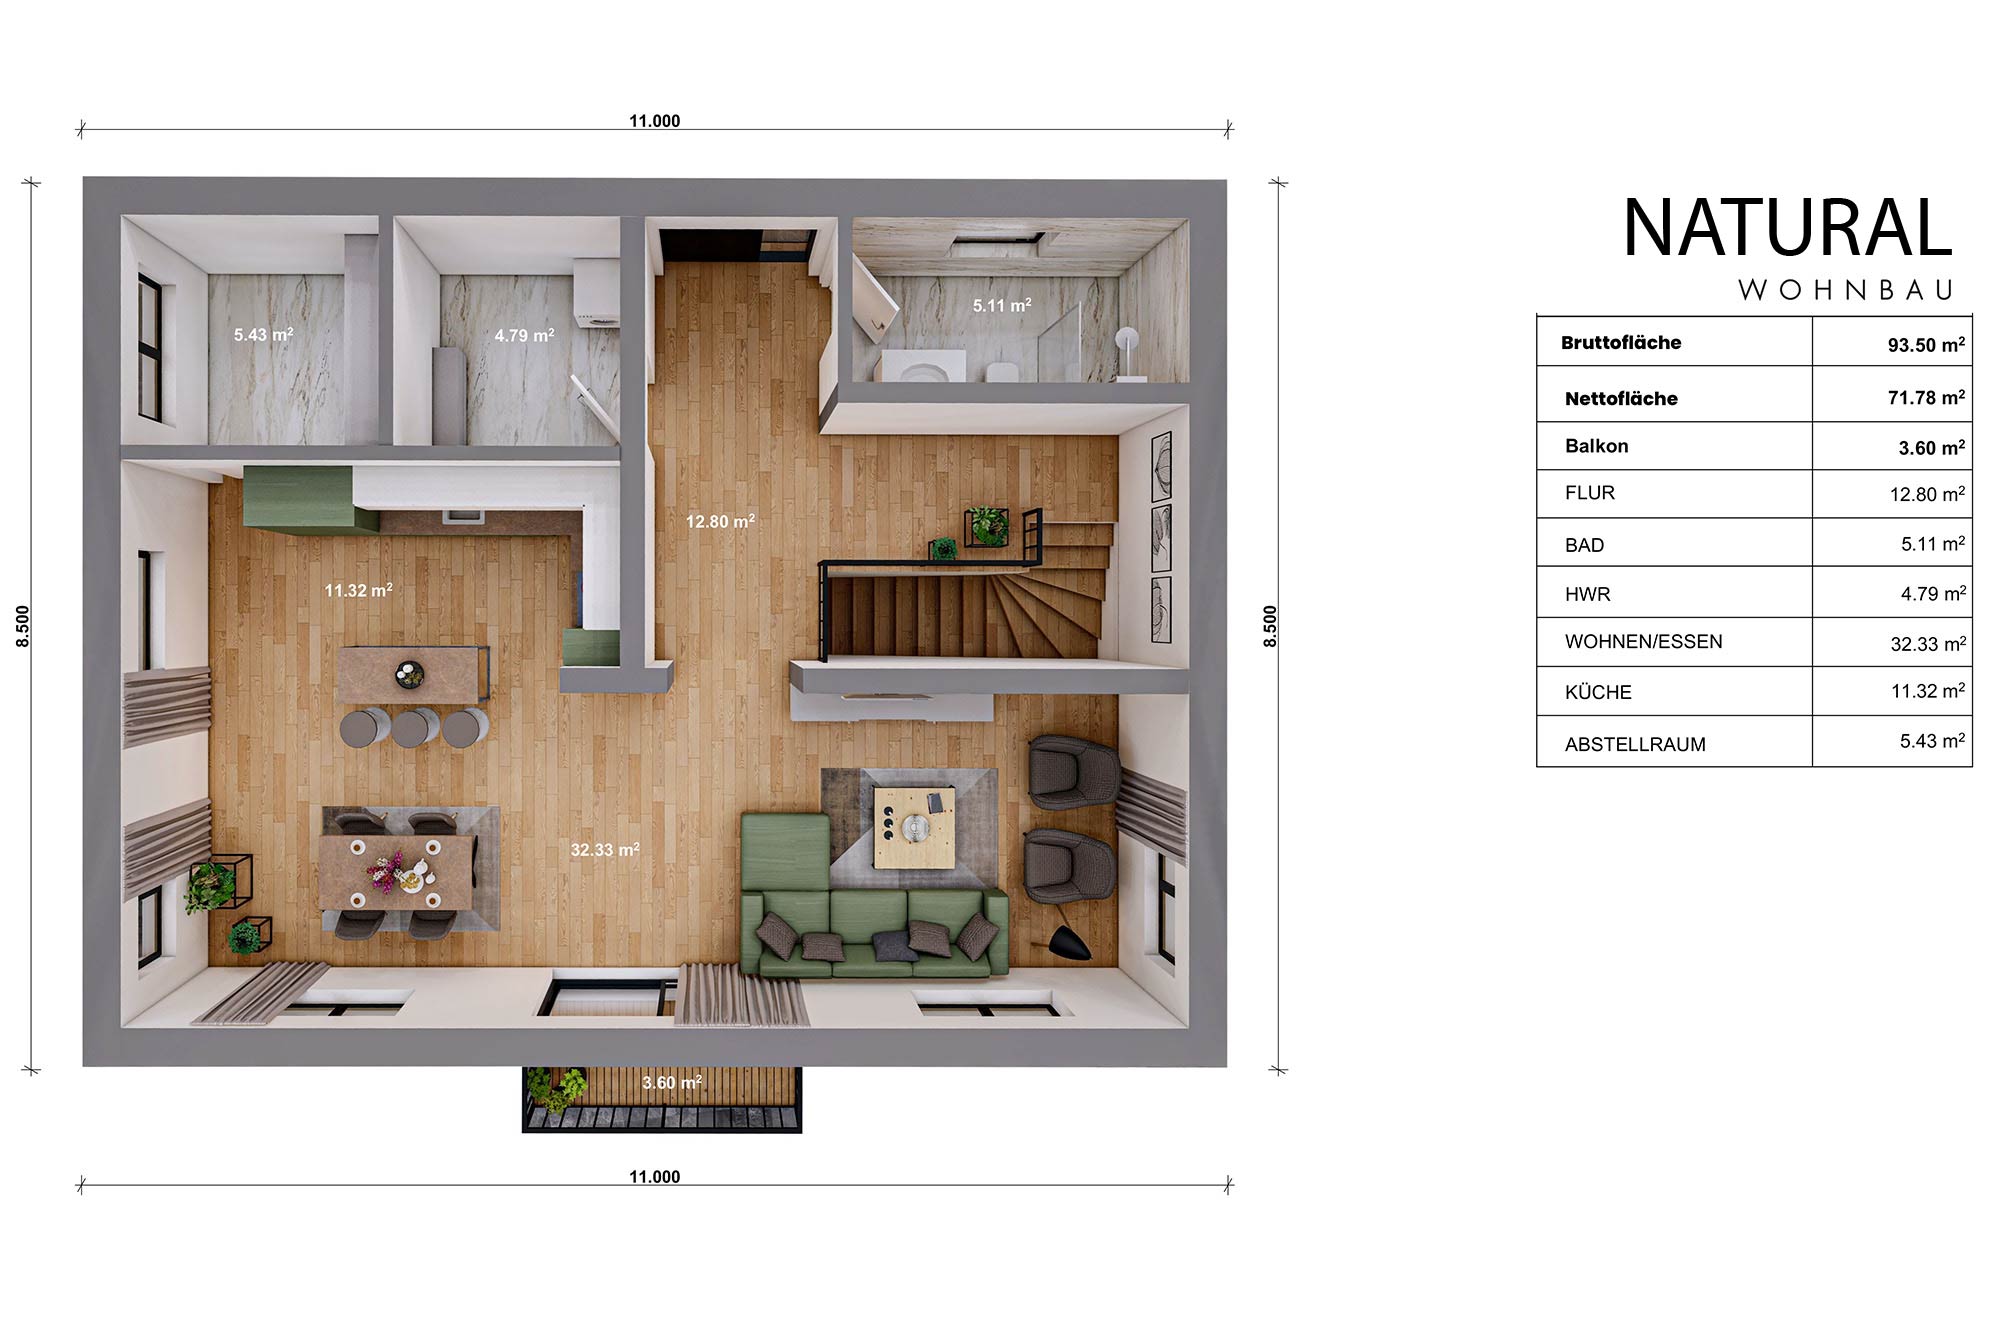 11.000
NATURAL
WOHNBAU
8.500
8.500
5.43 m²
4.79 m²
5.11 m²
12.80 m²
11.32 m²
32.33 m²
3.60 m²
11.000
Bruttofläche 93.50 m²
Nettofläche 71.78 m²
Balkon 3.60 m²
FLUR 12.80 m²
BAD 5.11 m²
HWR 4.79 m²
WOHNEN/ESSEN 32.33 m²
KÜCHE 11.32 m²
ABSTELLRAUM 5.43 m²